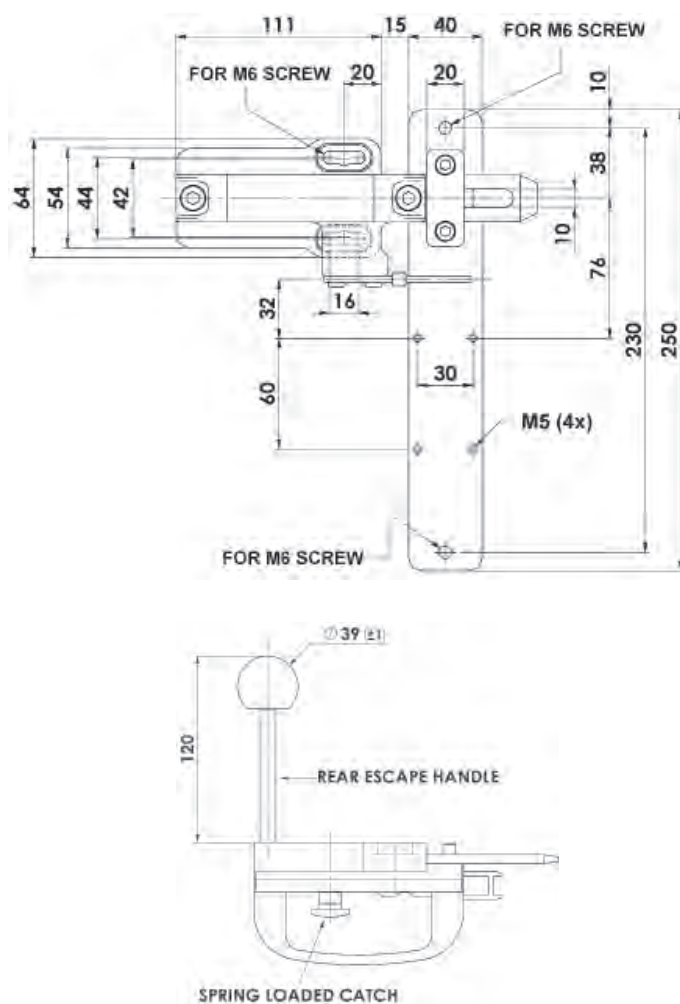 111
15
40
FOR M6 SCREW
FOR M6 SCREW
20
20
10
38
64
54
44
42
10
76
32
16
230
250
30
60
M5 (4x)
FOR M6 SCREW
∅ 39 (±1)
120
REAR ESCAPE HANDLE
SPRING LOADED CATCH